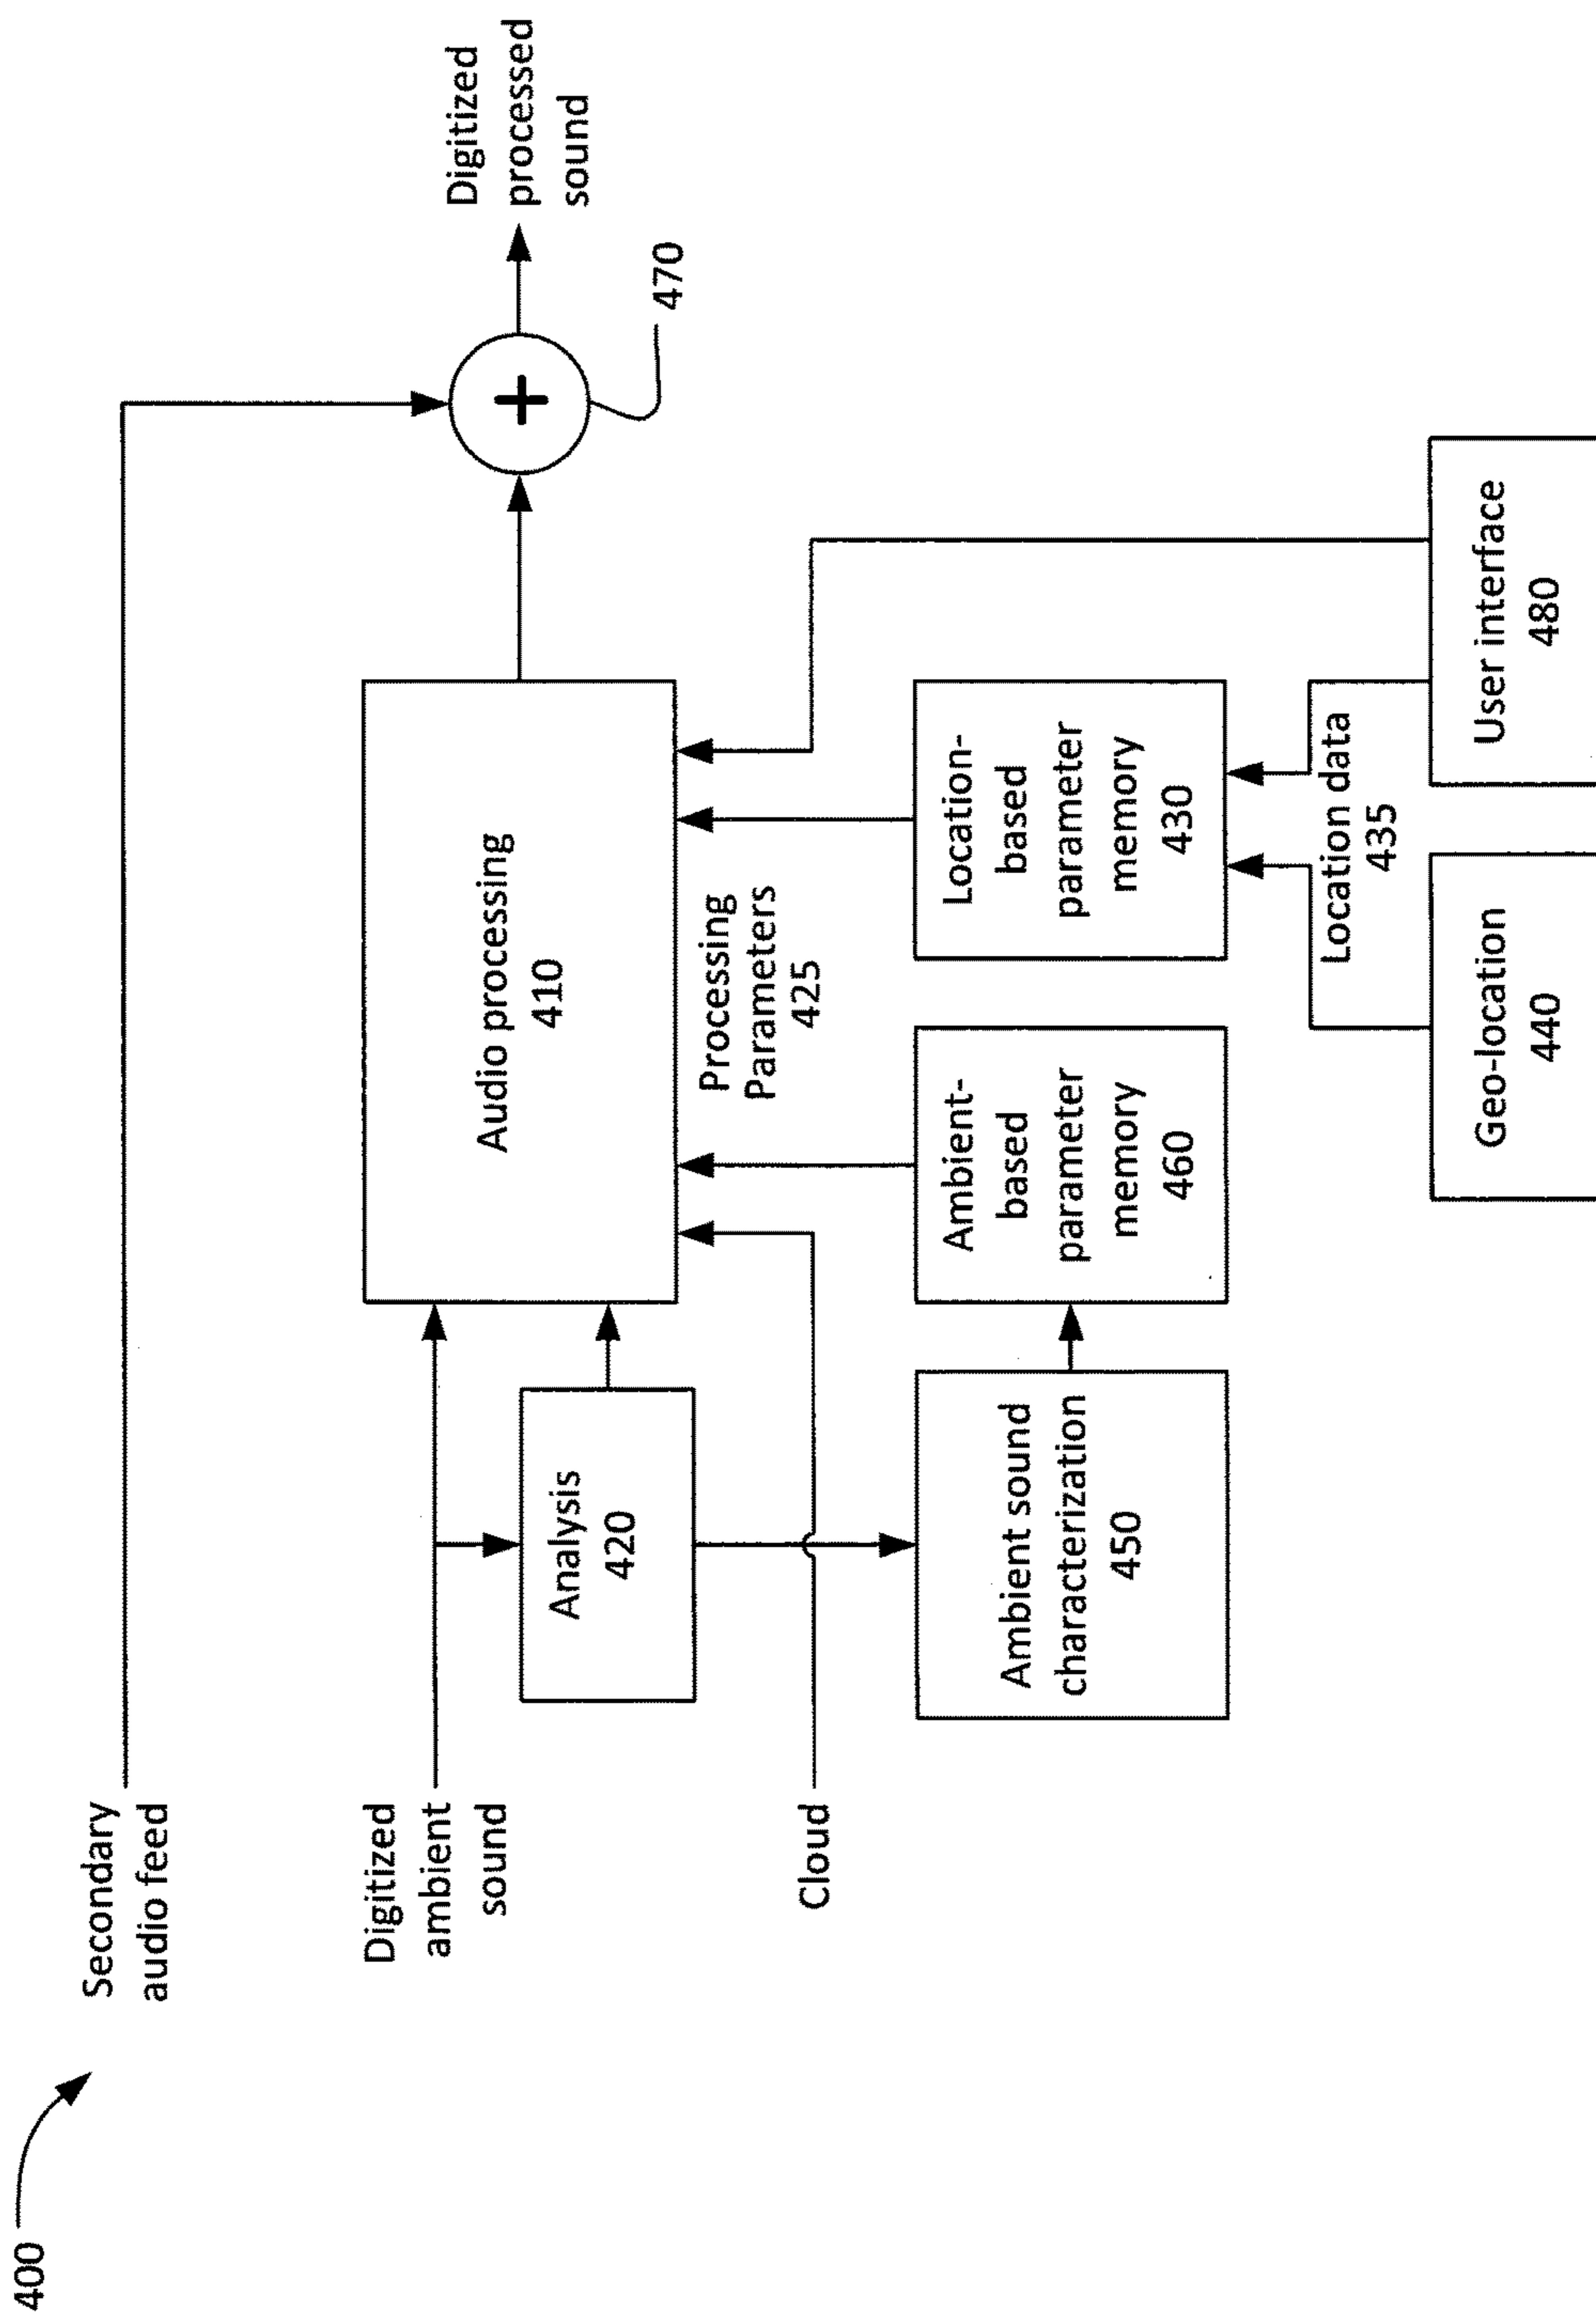 400
Secondary
audio feed
Digitized
ambient
sound
Cloud
Analysis
420
Ambient sound
characterization
450
Audio processing
410
Processing
Parameters
425
Ambient-
based
parameter
memory
460
Location-
based
parameter
memory
430
Location data
435
Geo-location
440
User interface
480
+
470
Digitized
processed
sound